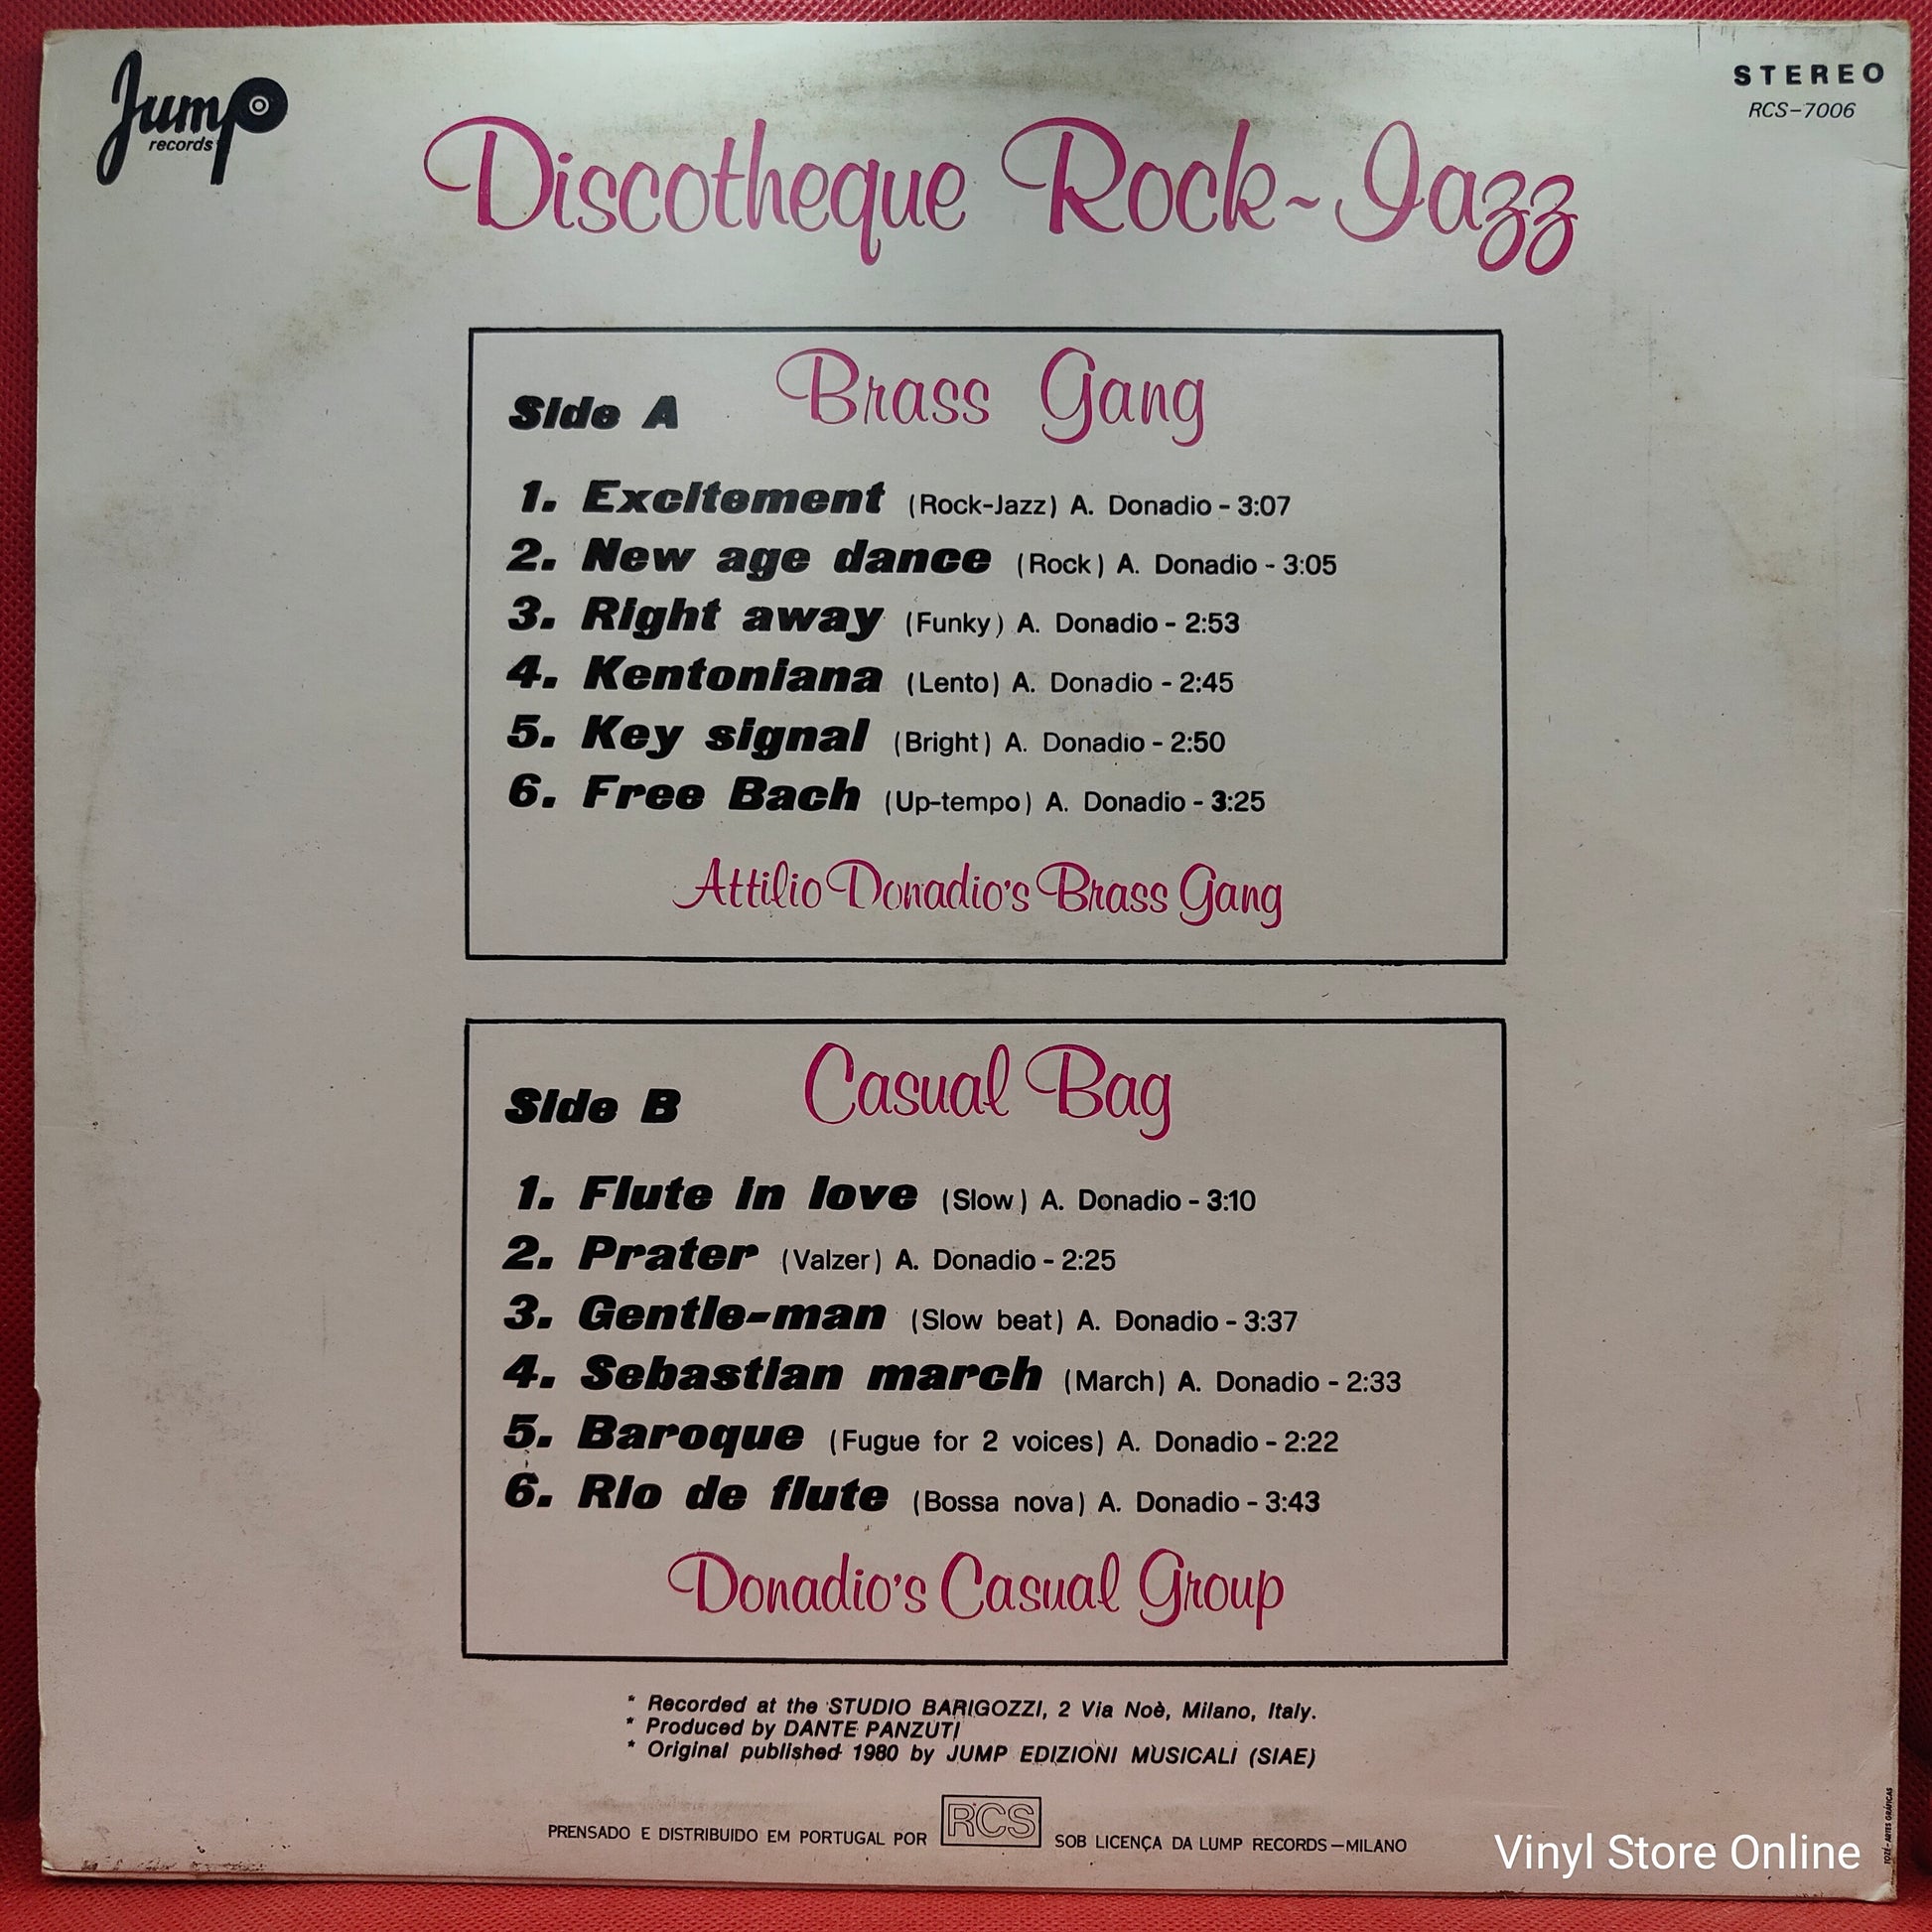 Jump
records
STEREO
RCS-7006
Discotheque Rock-Jazz
Side A
Brass Gang
1. Excitement (Rock-Jazz) A. Donadio - 3:07
2. New age dance (Rock) A. Donadio - 3:05
3. Right away (Funky) A. Donadio - 2:53
4. Kentoniana (Lento) A. Donadio - 2:45
5. Key signal (Bright) A. Donadio - 2:50
6. Free Bach (Up-tempo) A. Donadio - 3:25
Attilio Donadio's Brass Gang
Side B
Casual Bag
1. Flute in love (Slow) A. Donadio - 3:10
2. Prater (Valzer) A. Donadio - 2:25
3. Gentle-man (Slow beat) A. Donadio - 3:37
4. Sebastian march (March) A. Donadio - 2:33
5. Baroque (Fugue for 2 voices) A. Donadio - 2:22
6. Rio de flute (Bossa nova) A. Donadio - 3:43
Donadio's Casual Group
* Recorded at the STUDIO BARIGOZZI, 2 Via Noè, Milano, Italy.
* Produced by DANTE PANZUTI
* Original published 1980 by JUMP EDIZIONI MUSICALI (SIAE)
PRENSADO E DISTRIBUIDO EM PORTUGAL POR RCS SOB LICENÇA DA LUMP RECORDS—MILANO
TOZÉ - ARTES GRÁFICAS
Vinyl Store Online